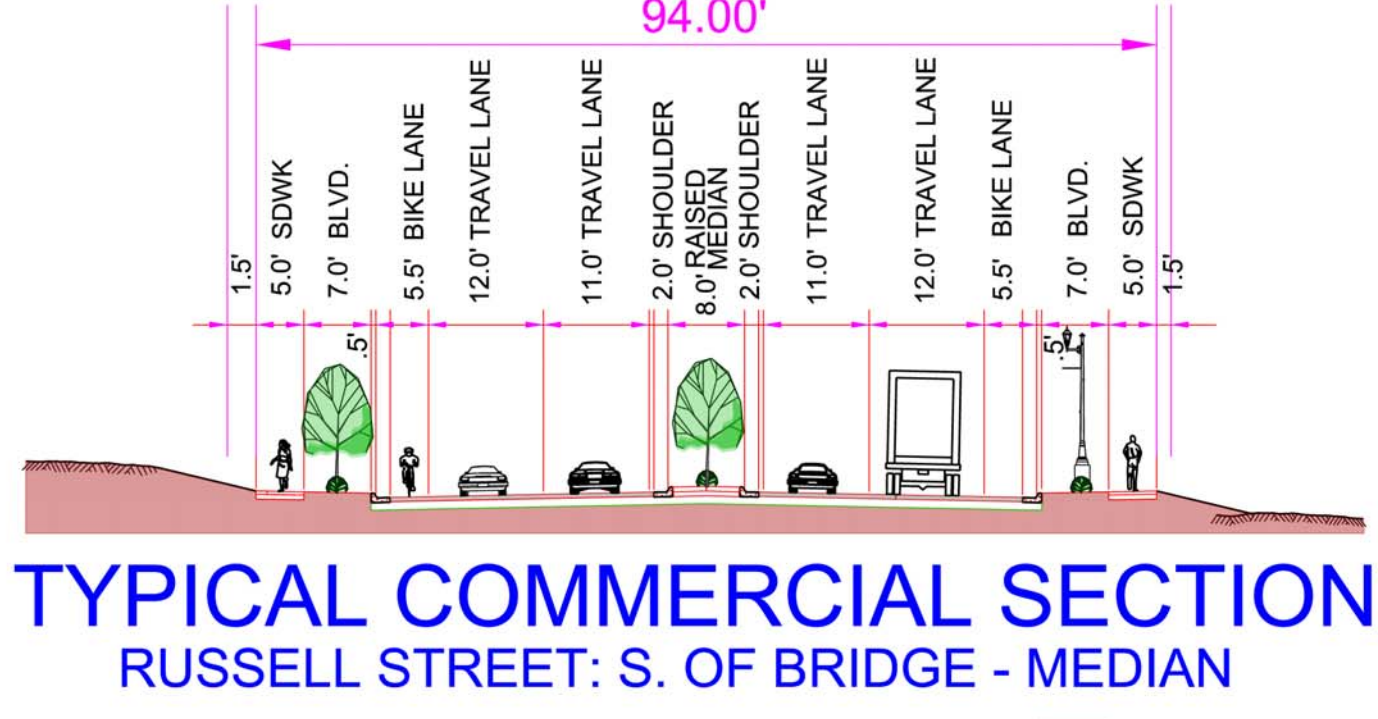 94.00'
1.5'
5.0' SDWK
7.0' BLVD.
.5'
5.5' BIKE LANE
12.0' TRAVEL LANE
11.0' TRAVEL LANE
2.0' SHOULDER
8.0' RAISED
MEDIAN
2.0' SHOULDER
11.0' TRAVEL LANE
12.0' TRAVEL LANE
5.5' BIKE LANE
.5'
7.0' BLVD.
5.0' SDWK
1.5'
TYPICAL COMMERCIAL SECTION
RUSSELL STREET: S. OF BRIDGE - MEDIAN